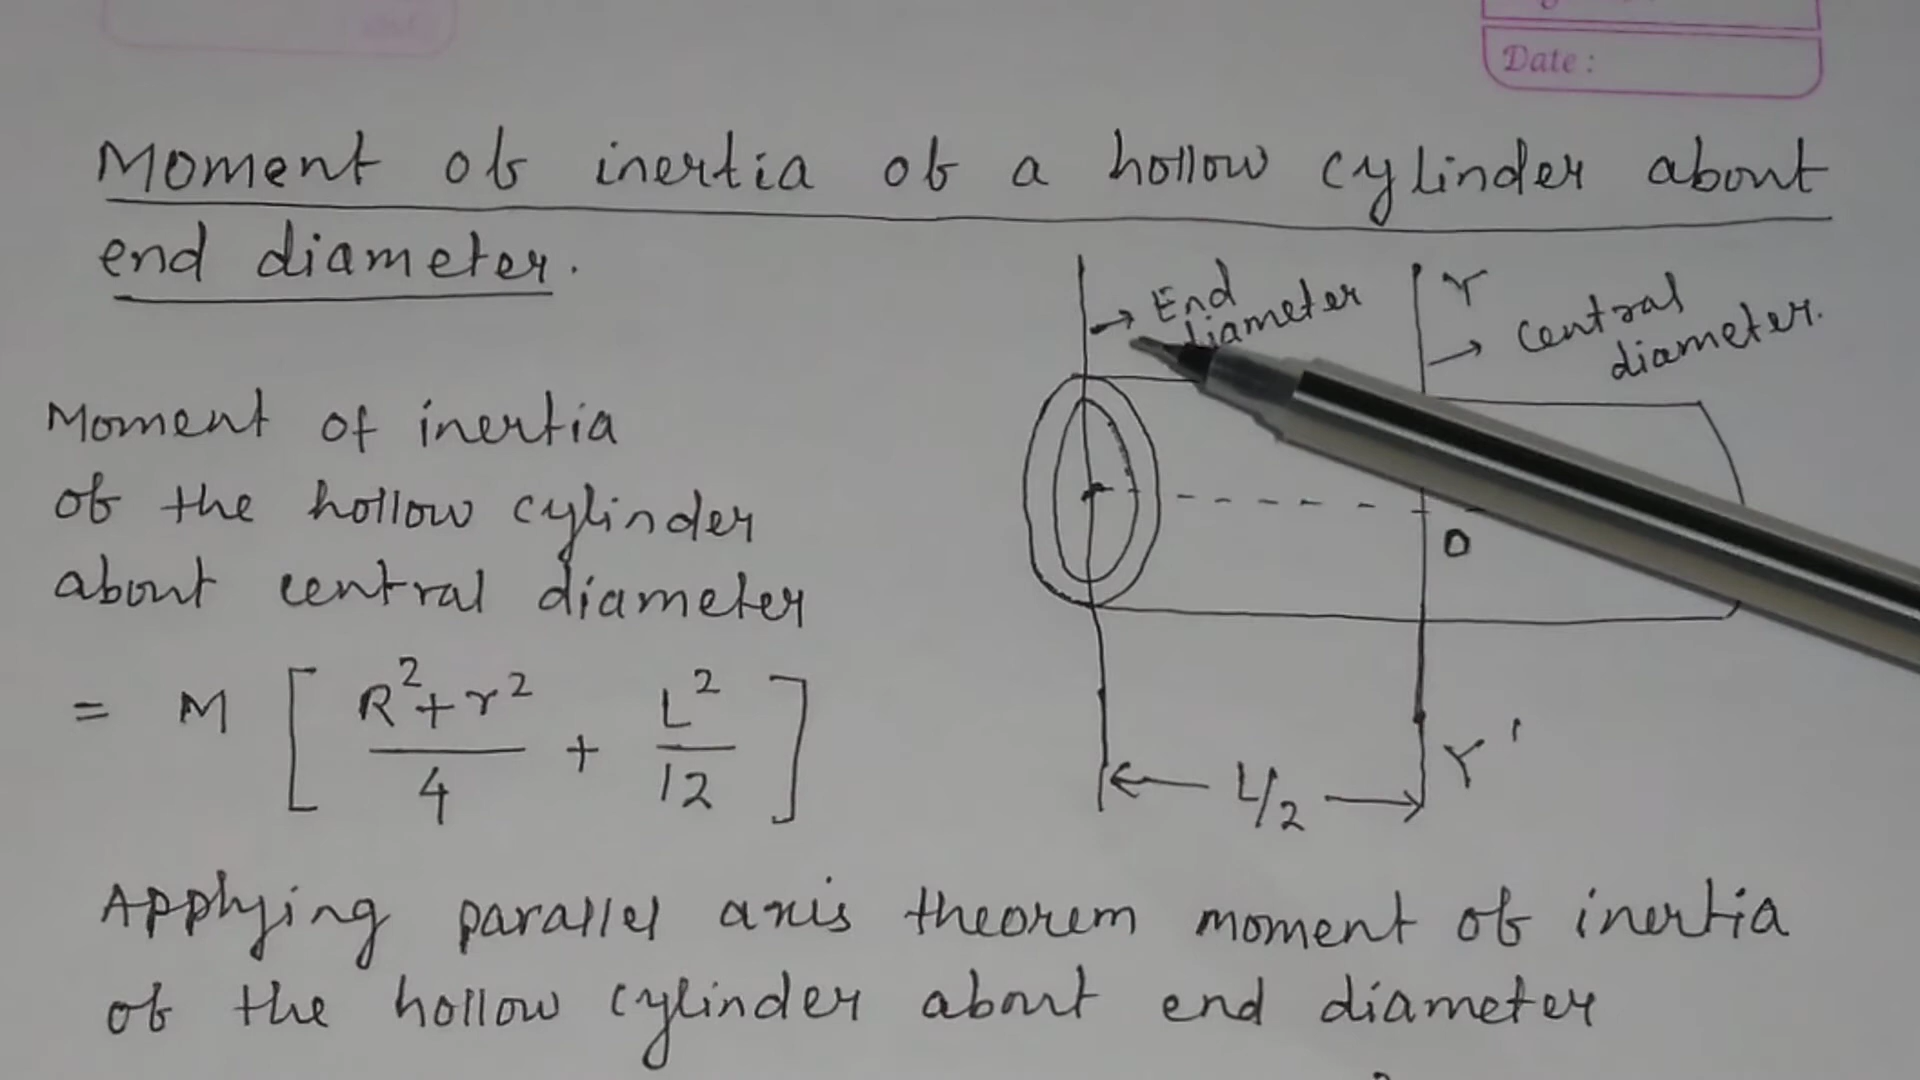 Date :
Moment of inertia of a hollow cylinder about
end diameter.
End
diameter
Y
Central
diameter.
Moment of inertia
of the hollow cylinder
about central diameter
= M [ (R² + r²)/4 + L²/12 ]
O
L/2
Y'
Applying parallel axis theorem moment of inertia
of the hollow cylinder about end diameter